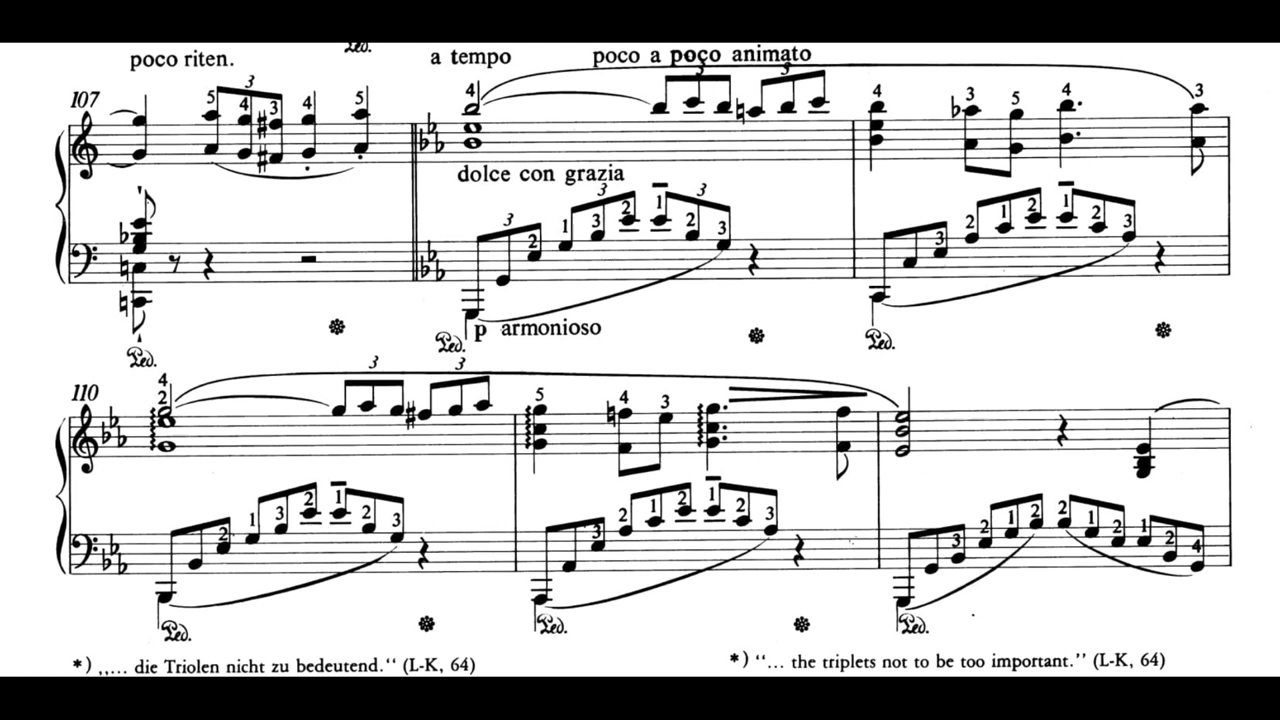 poco riten.
a tempo
poco a poco animato
107
dolce con grazia
p armonioso
110
*) „... die Triolen nicht zu bedeutend.“ (L-K, 64)
*) “... the triplets not to be too important.” (L-K, 64)